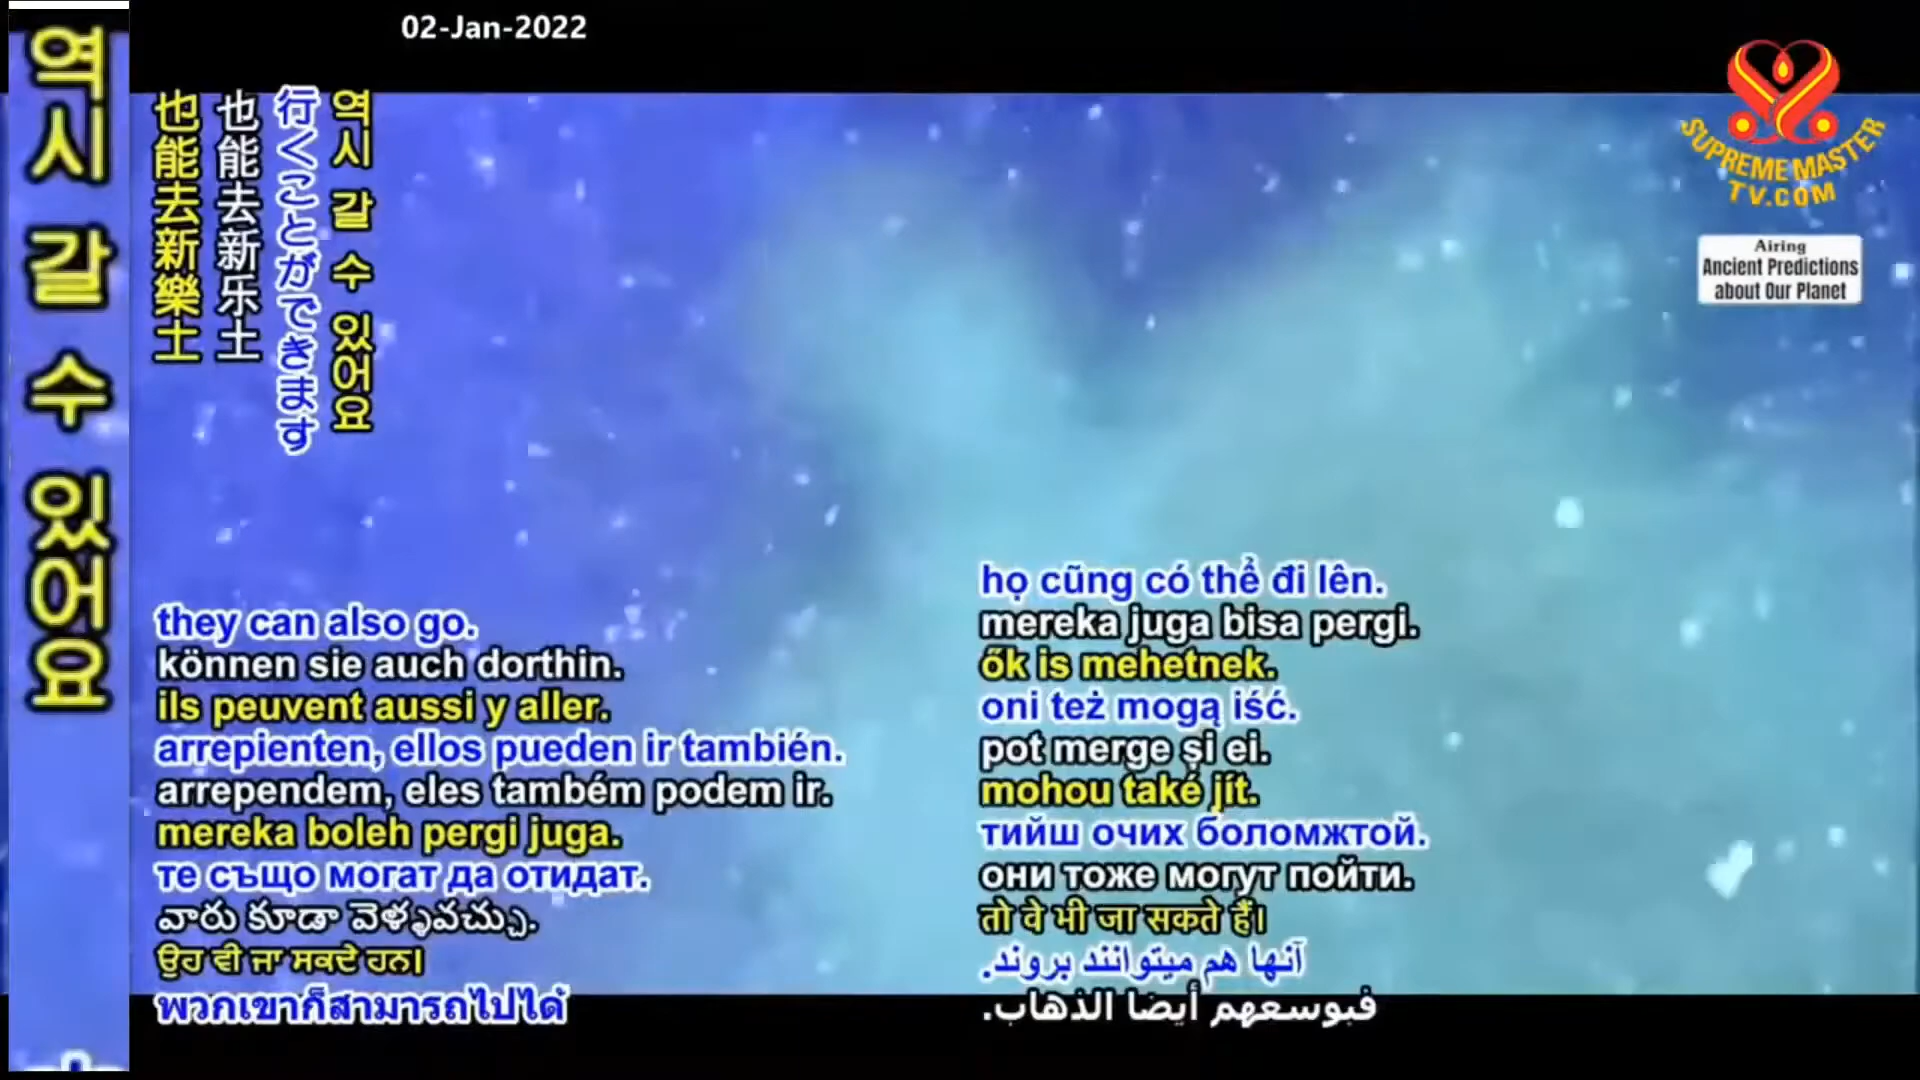 02-Jan-2022
역시 갈 수 있어요
也能去新樂土
也能去新乐土
行くことができます
역시 갈 수 있어요
SUPREME MASTER
TV.COM
Airing
Ancient Predictions
about Our Planet
they can also go.
können sie auch dorthin.
ils peuvent aussi y aller.
arrepienten, ellos pueden ir también.
arrependem, eles também podem ir.
mereka boleh pergi juga.
те също могат да отидат.
వారు కూడా వెళ్ళవచ్చు.
ਉਹ ਵੀ ਜਾ ਸਕਦੇ ਹਨ।
พวกเขาก็สามารถไปได้
họ cũng có thể đi lên.
mereka juga bisa pergi.
ők is mehetnek.
oni też mogą iść.
pot merge și ei.
mohou také jít.
тийш очих боломжтой.
они тоже могут пойти.
तो वे भी जा सकते हैं।
آنها هم میتوانند بروند.
فبوسعهم أيضا الذهاب.